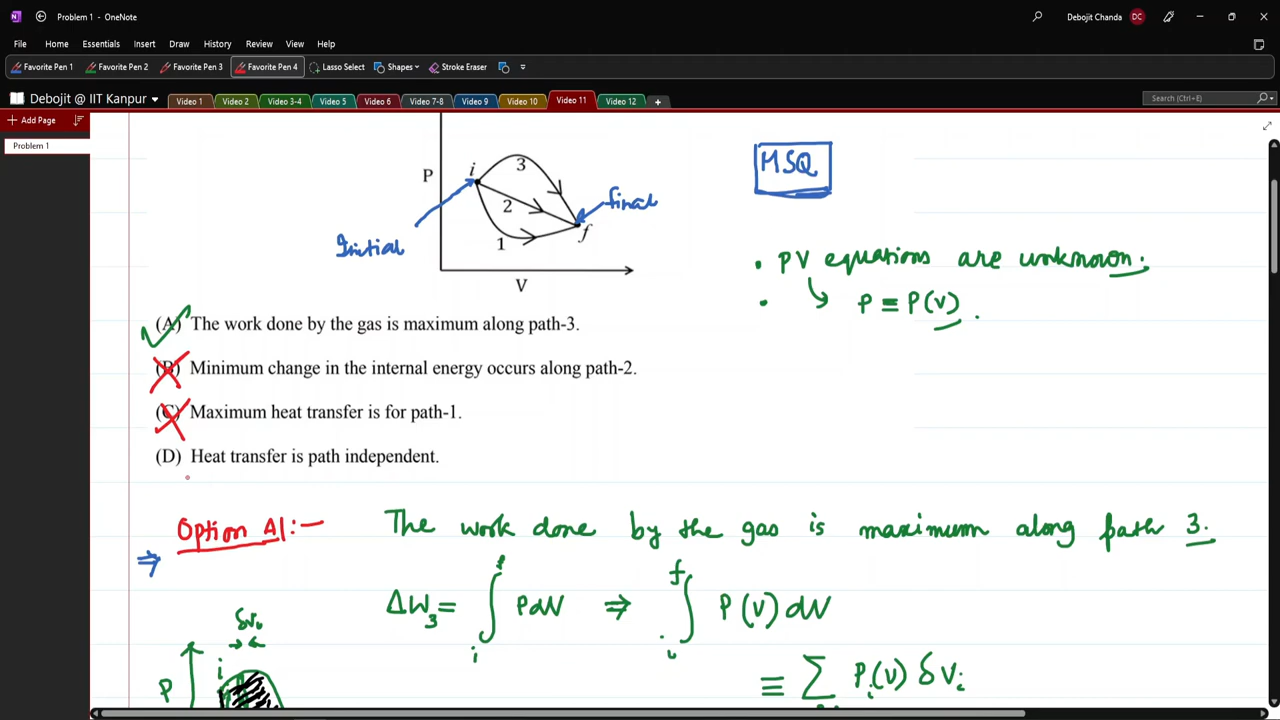 Problem 1 - OneNote
Debojit Chanda DC
File Home Essentials Insert Draw History Review View Help
Favorite Pen 1 Favorite Pen 2 Favorite Pen 3 Favorite Pen 4 Lasso Select Shapes Stroke Eraser
Debojit @ IIT Kanpur Video 1 Video 2 Video 3-4 Video 5 Video 6 Video 7-8 Video 9 Video 10 Video 11 Video 12 + Search (Ctrl+E)
+ Add Page
Problem 1
MSQ
P
i
3
2
1
f
V
Initial
final
• PV equations are unknown.
• P ≡ P(V).
(A) The work done by the gas is maximum along path-3.
(B) Minimum change in the internal energy occurs along path-2.
(C) Maximum heat transfer is for path-1.
(D) Heat transfer is path independent.
Option A|:— The work done by the gas is maximum along path 3.
⇒
ΔW₃ = ∫ᵢᶠ PdV ⇒ ∫ᵢᶠ P(V) dV
≡ ∑ Pᵢ(V) δVᵢ
δVᵢ
P
i